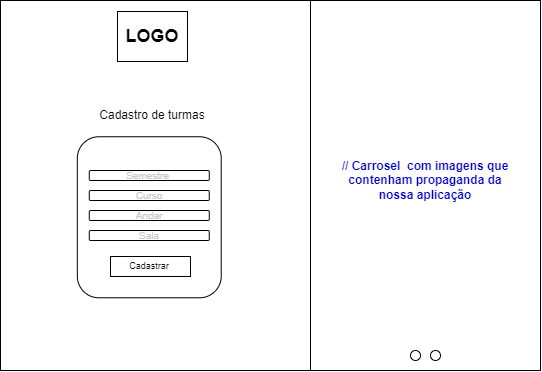 LOGO
Cadastro de turmas
Semestre
Curso
Andar
Sala
Cadastrar
// Carrosel com imagens que
contenham propaganda da
nossa aplicação